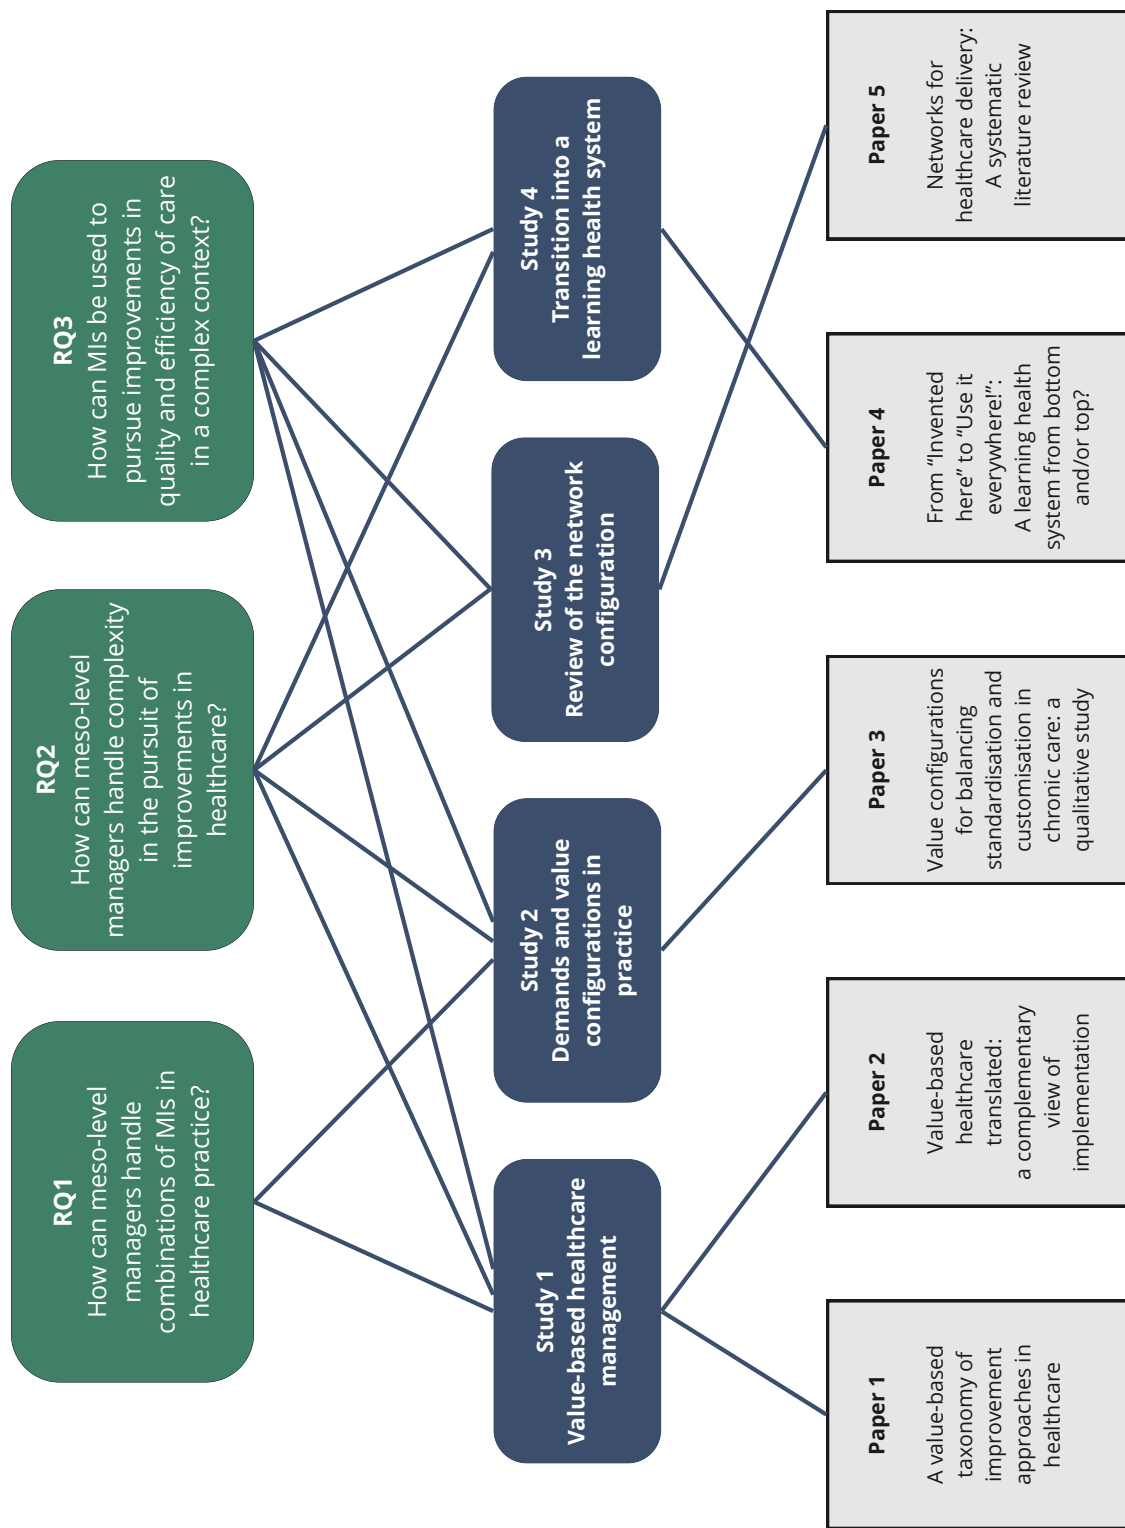 RQ1
How can meso-level
managers handle
combinations of MIs in
healthcare practice?
RQ2
How can meso-level
managers handle complexity
in the pursuit of
improvements in
healthcare?
RQ3
How can MIs be used to
pursue improvements in
quality and efficiency of care
in a complex context?
Study 1
Value-based healthcare
management
Study 2
Demands and value
configurations in
practice
Study 3
Review of the network
configuration
Study 4
Transition into a
learning health system
Paper 1
A value-based
taxonomy of
improvement
approaches in
healthcare
Paper 2
Value-based
healthcare
translated:
a complementary
view of
implementation
Paper 3
Value configurations
for balancing
standardisation and
customisation in
chronic care: a
qualitative study
Paper 4
From “Invented
here” to “Use it
everywhere!”:
A learning health
system from bottom
and/or top?
Paper 5
Networks for
healthcare delivery:
A systematic
literature review